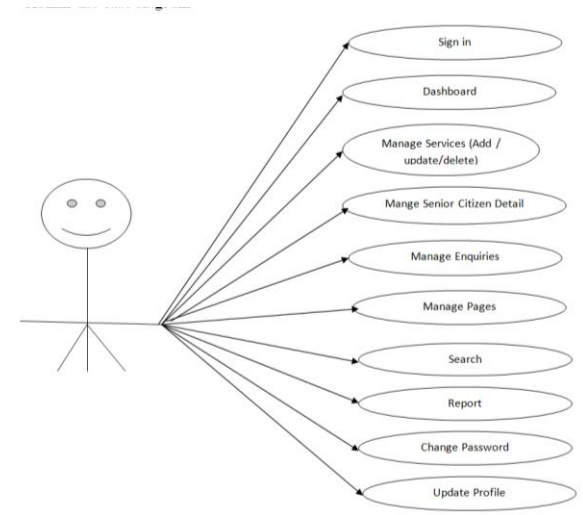 Sign in
Dashboard
Manage Services (Add /
update/delete)
Mange Senior Citizen Detail
Manage Enquiries
Manage Pages
Search
Report
Change Password
Update Profile